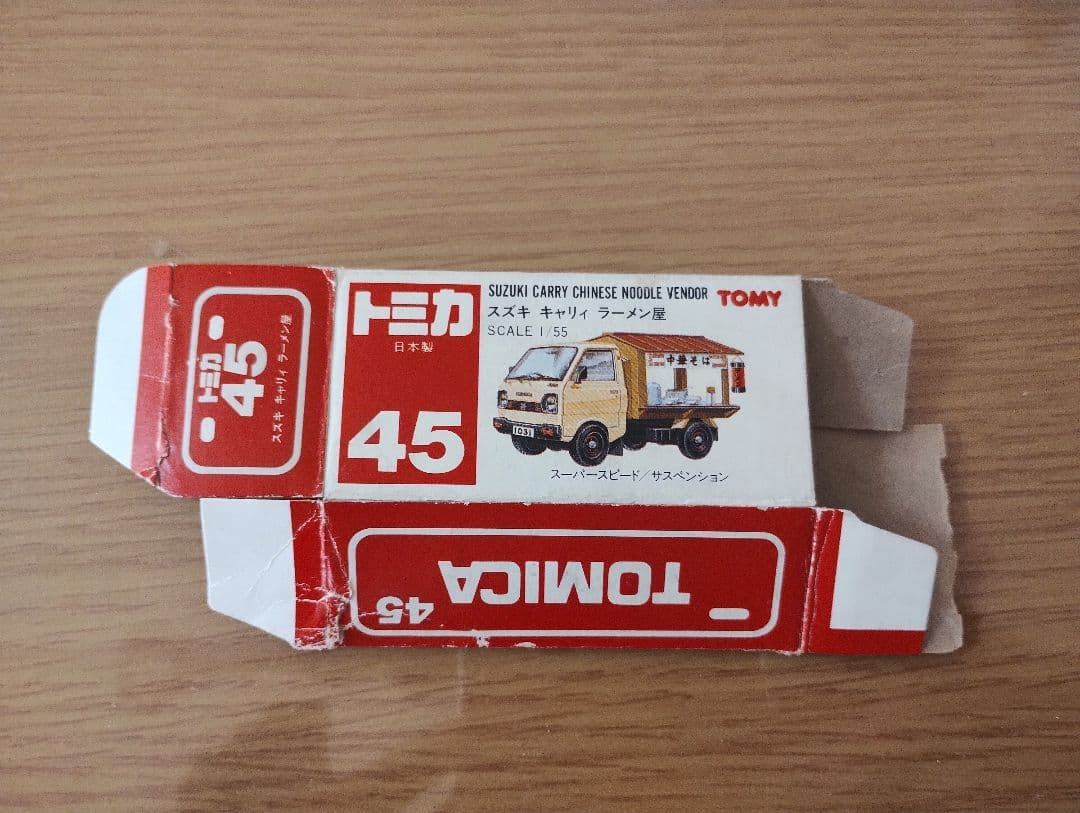 トミカ
45
スズキ キャリィ ラーメン屋
トミカ
日本製
45
SUZUKI CARRY CHINESE NOODLE VENDOR
TOMY
スズキ キャリィ ラーメン屋
SCALE 1/55
中華そば
1031
スーパースピード/サスペンション
TOMICA
45